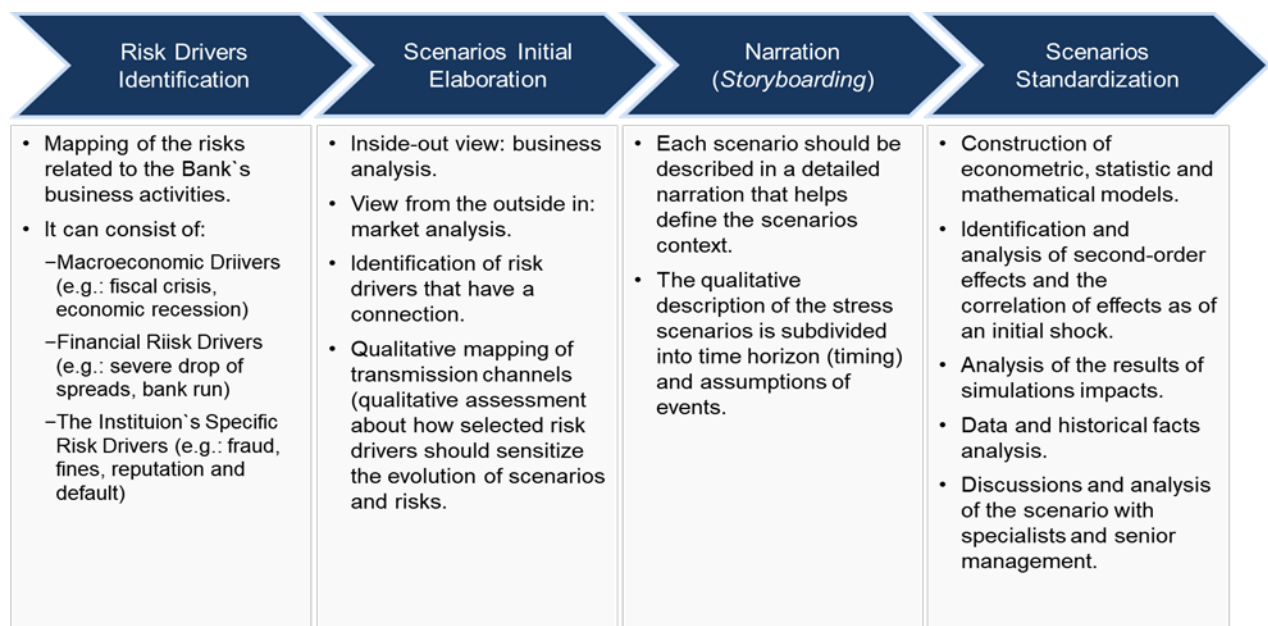 Risk Drivers
Identification
Scenarios Initial
Elaboration
Narration
(Storyboarding)
Scenarios
Standardization
• Mapping of the risks
related to the Bank`s
business activities.
• It can consist of:
−Macroeconomic Driivers
(e.g.: fiscal crisis,
economic recession)
−Financial Riisk Drivers
(e.g.: severe drop of
spreads, bank run)
−The Instituion`s Specific
Risk Drivers (e.g.: fraud,
fines, reputation and
default)
• Inside-out view: business
analysis.
• View from the outside in:
market analysis.
• Identification of risk
drivers that have a
connection.
• Qualitative mapping of
transmission channels
(qualitative assessment
about how selected risk
drivers should sensitize
the evolution of scenarios
and risks.
• Each scenario should be
described in a detailed
narration that helps
define the scenarios
context.
• The qualitative
description of the stress
scenarios is subdivided
into time horizon (timing)
and assumptions of
events.
• Construction of
econometric, statistic and
mathematical models.
• Identification and
analysis of second-order
effects and the
correlation of effects as of
an initial shock.
• Analysis of the results of
simulations impacts.
• Data and historical facts
analysis.
• Discussions and analysis
of the scenario with
specialists and senior
management.